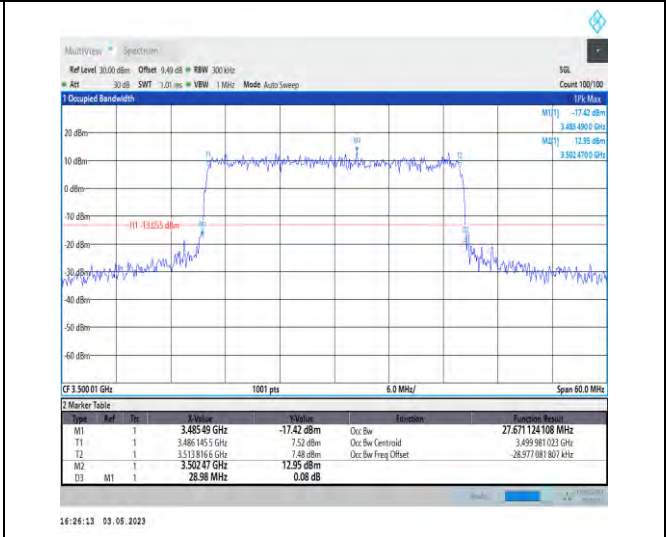 MultiView Spectrum
Ref Level 30.00 dBm Offset 9.49 dB RBW 300 kHz SGL
Att 30 dB SWT 1.01 ms VBW 1 MHz Mode Auto Sweep Count 100/100
1 Occupied Bandwidth 1Pk Max
M1[1] -17.42 dBm
3.485 490 0 GHz
20 dBm M2[1] 12.95 dBm
3.502 470 0 GHz
10 dBm T1 M2 T2
0 dBm
-10 dBm
H1 -13.055 dBm
-20 dBm
-30 dBm
-40 dBm
-50 dBm
-60 dBm
CF 3.500 01 GHz 1001 pts 6.0 MHz/ Span 60.0 MHz
2 Marker Table
Type Ref Trc X-Value Y-Value Function Function Result
M1 1 3.485 49 GHz -17.42 dBm Occ Bw 27.671 124 108 MHz
T1 1 3.486 145 5 GHz 7.52 dBm Occ Bw Centroid 3.499 981 023 GHz
T2 1 3.513 816 6 GHz 7.48 dBm Occ Bw Freq Offset -28.977 081 807 kHz
M2 1 3.502 47 GHz 12.95 dBm
D3 M1 1 28.98 MHz 0.08 dB
16:26:13 03.05.2023